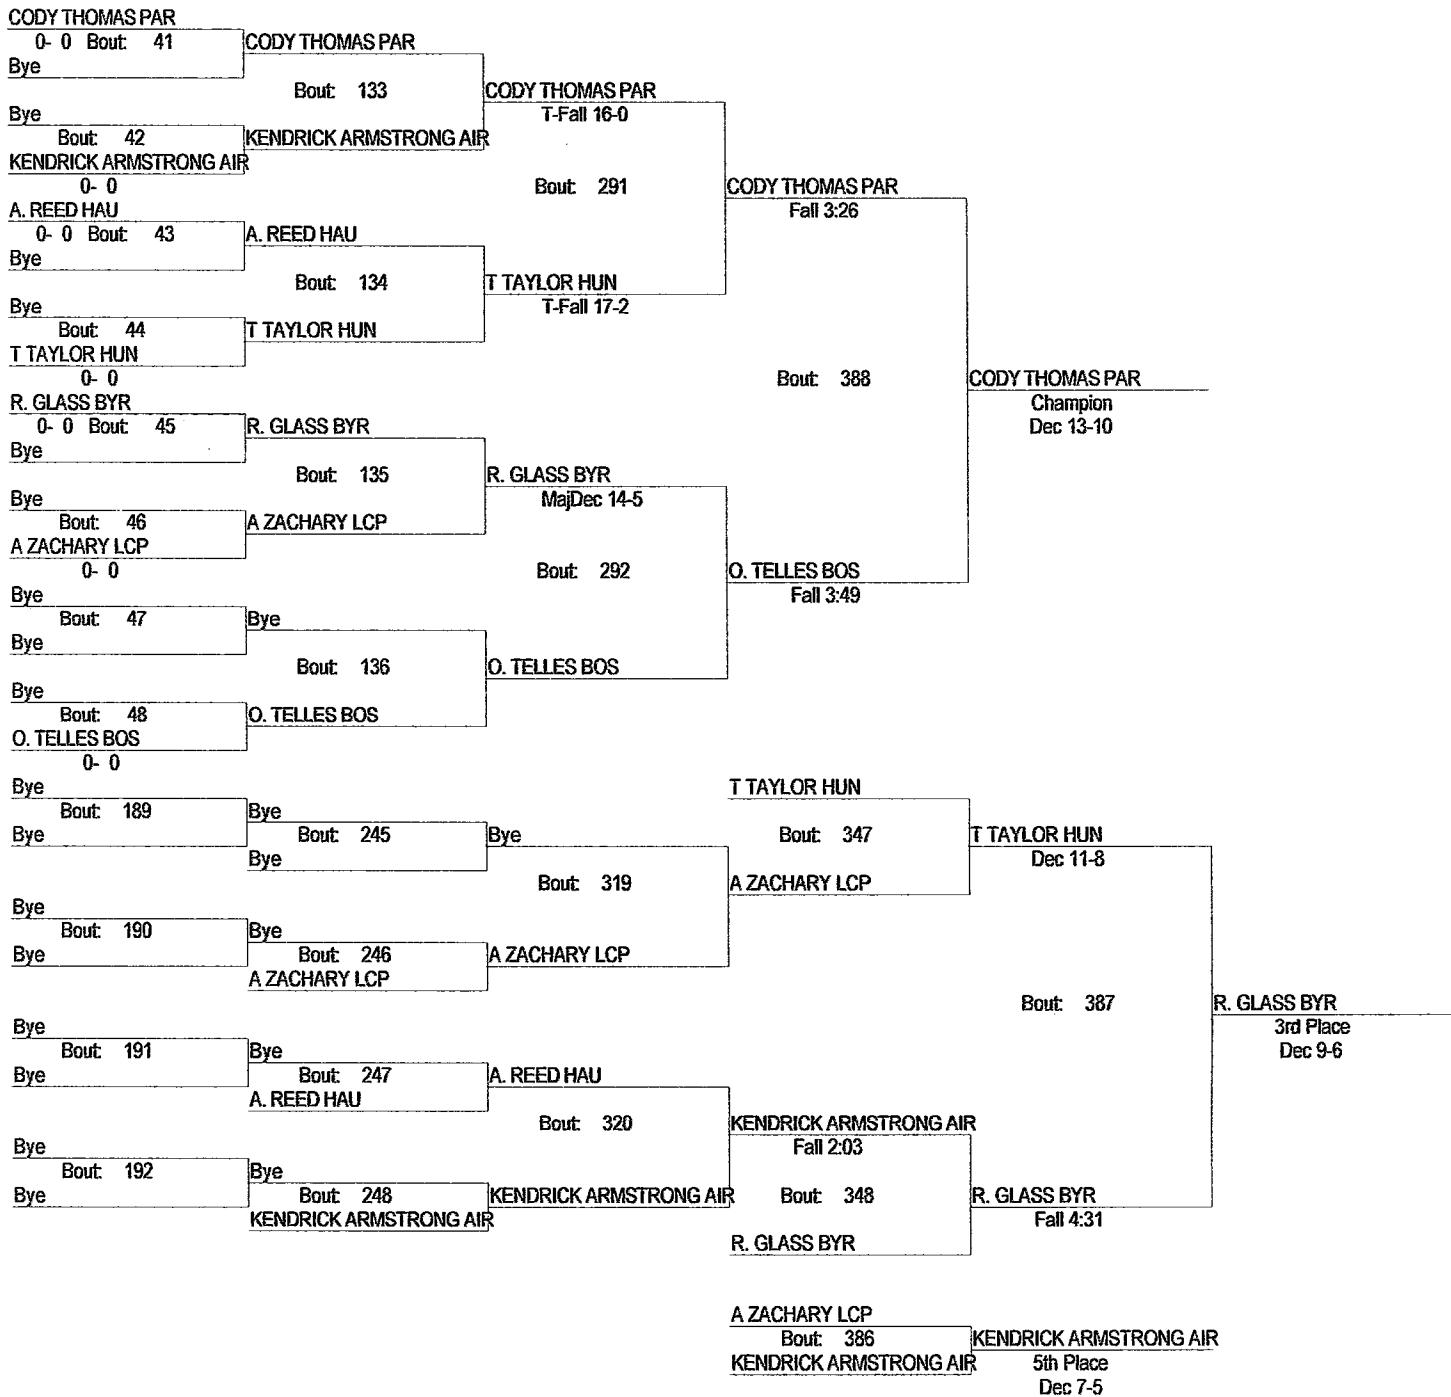 CODY THOMAS PAR
0- 0 Bout: 41
Bye
CODY THOMAS PAR
Bout: 133
Bye
Bout: 42
KENDRICK ARMSTRONG AIR
0- 0
KENDRICK ARMSTRONG AIR
CODY THOMAS PAR
T-Fall 16-0
Bout: 291
A. REED HAU
0- 0 Bout: 43
Bye
A. REED HAU
Bout: 134
Bye
Bout: 44
T TAYLOR HUN
0- 0
T TAYLOR HUN
T TAYLOR HUN
T-Fall 17-2
CODY THOMAS PAR
Fall 3:26
Bout: 388
CODY THOMAS PAR
Champion
Dec 13-10
R. GLASS BYR
0- 0 Bout: 45
Bye
R. GLASS BYR
Bout: 135
Bye
Bout: 46
A ZACHARY LCP
0- 0
A ZACHARY LCP
R. GLASS BYR
MajDec 14-5
Bout: 292
Bye
Bout: 47
Bye
Bye
Bout: 136
Bye
Bout: 48
O. TELLES BOS
0- 0
O. TELLES BOS
O. TELLES BOS
O. TELLES BOS
Fall 3:49
Bye
Bout: 189
Bye
Bye
Bout: 245
Bye
Bye
Bout: 319
Bye
Bout: 190
Bye
Bye
Bout: 246
A ZACHARY LCP
A ZACHARY LCP
T TAYLOR HUN
Bout: 347
A ZACHARY LCP
T TAYLOR HUN
Dec 11-8
Bout: 387
R. GLASS BYR
3rd Place
Dec 9-6
Bye
Bout: 191
Bye
Bye
Bout: 247
A. REED HAU
A. REED HAU
Bout: 320
Bye
Bout: 192
Bye
Bye
Bout: 248
KENDRICK ARMSTRONG AIR
KENDRICK ARMSTRONG AIR
KENDRICK ARMSTRONG AIR
Fall 2:03
Bout: 348
R. GLASS BYR
R. GLASS BYR
Fall 4:31
A ZACHARY LCP
Bout: 386
KENDRICK ARMSTRONG AIR
KENDRICK ARMSTRONG AIR
5th Place
Dec 7-5